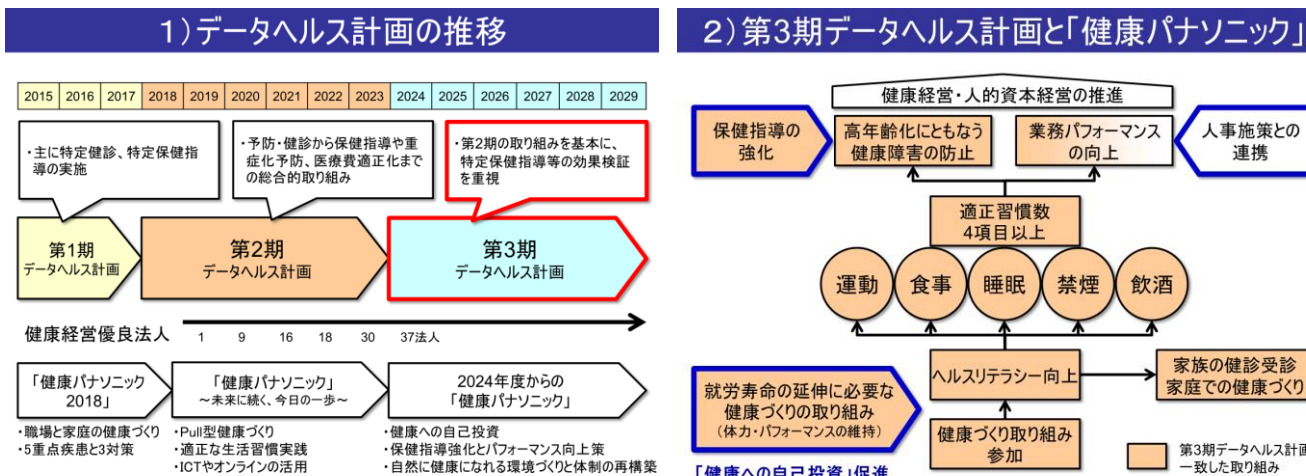 1)データヘルス計画の推移
2015 2016 2017 2018 2019 2020 2021 2022 2023 2024 2025 2026 2027 2028 2029
・主に特定健診、特定保健指
導の実施
・予防・健診から保健指導や重
症化予防、医療費適正化まで
の総合的取り組み
・第2期の取り組みを基本に、
特定保健指導等の効果検証
を重視
第1期
データヘルス計画
第2期
データヘルス計画
第3期
データヘルス計画
健康経営優良法人 1 9 16 18 30 37法人
「健康パナソニック
2018」
「健康パナソニック」
～未来に続く、今日の一歩～
2024年度からの
「健康パナソニック」
・職場と家庭の健康づくり
・5重点疾患と3対策
・Pull型健康づくり
・適正な生活習慣実践
・ICTやオンラインの活用
・健康への自己投資
・保健指導強化とパフォーマンス向上策
・自然に健康になれる環境づくりと体制の再構築
2)第3期データヘルス計画と「健康パナソニック」
健康経営・人的資本経営の推進
保健指導の
強化
高年齢化にともなう
健康障害の防止
業務パフォーマンス
の向上
人事施策との
連携
適正習慣数
4項目以上
運動 食事 睡眠 禁煙 飲酒
ヘルスリテラシー向上
家族の健診受診
家庭での健康づくり
就労寿命の延伸に必要な
健康づくりの取り組み
(体力・パフォーマンスの維持)
健康づくり取り組み
参加
「健康への自己投資」促進
第3期データヘルス計画
一致した取り組み